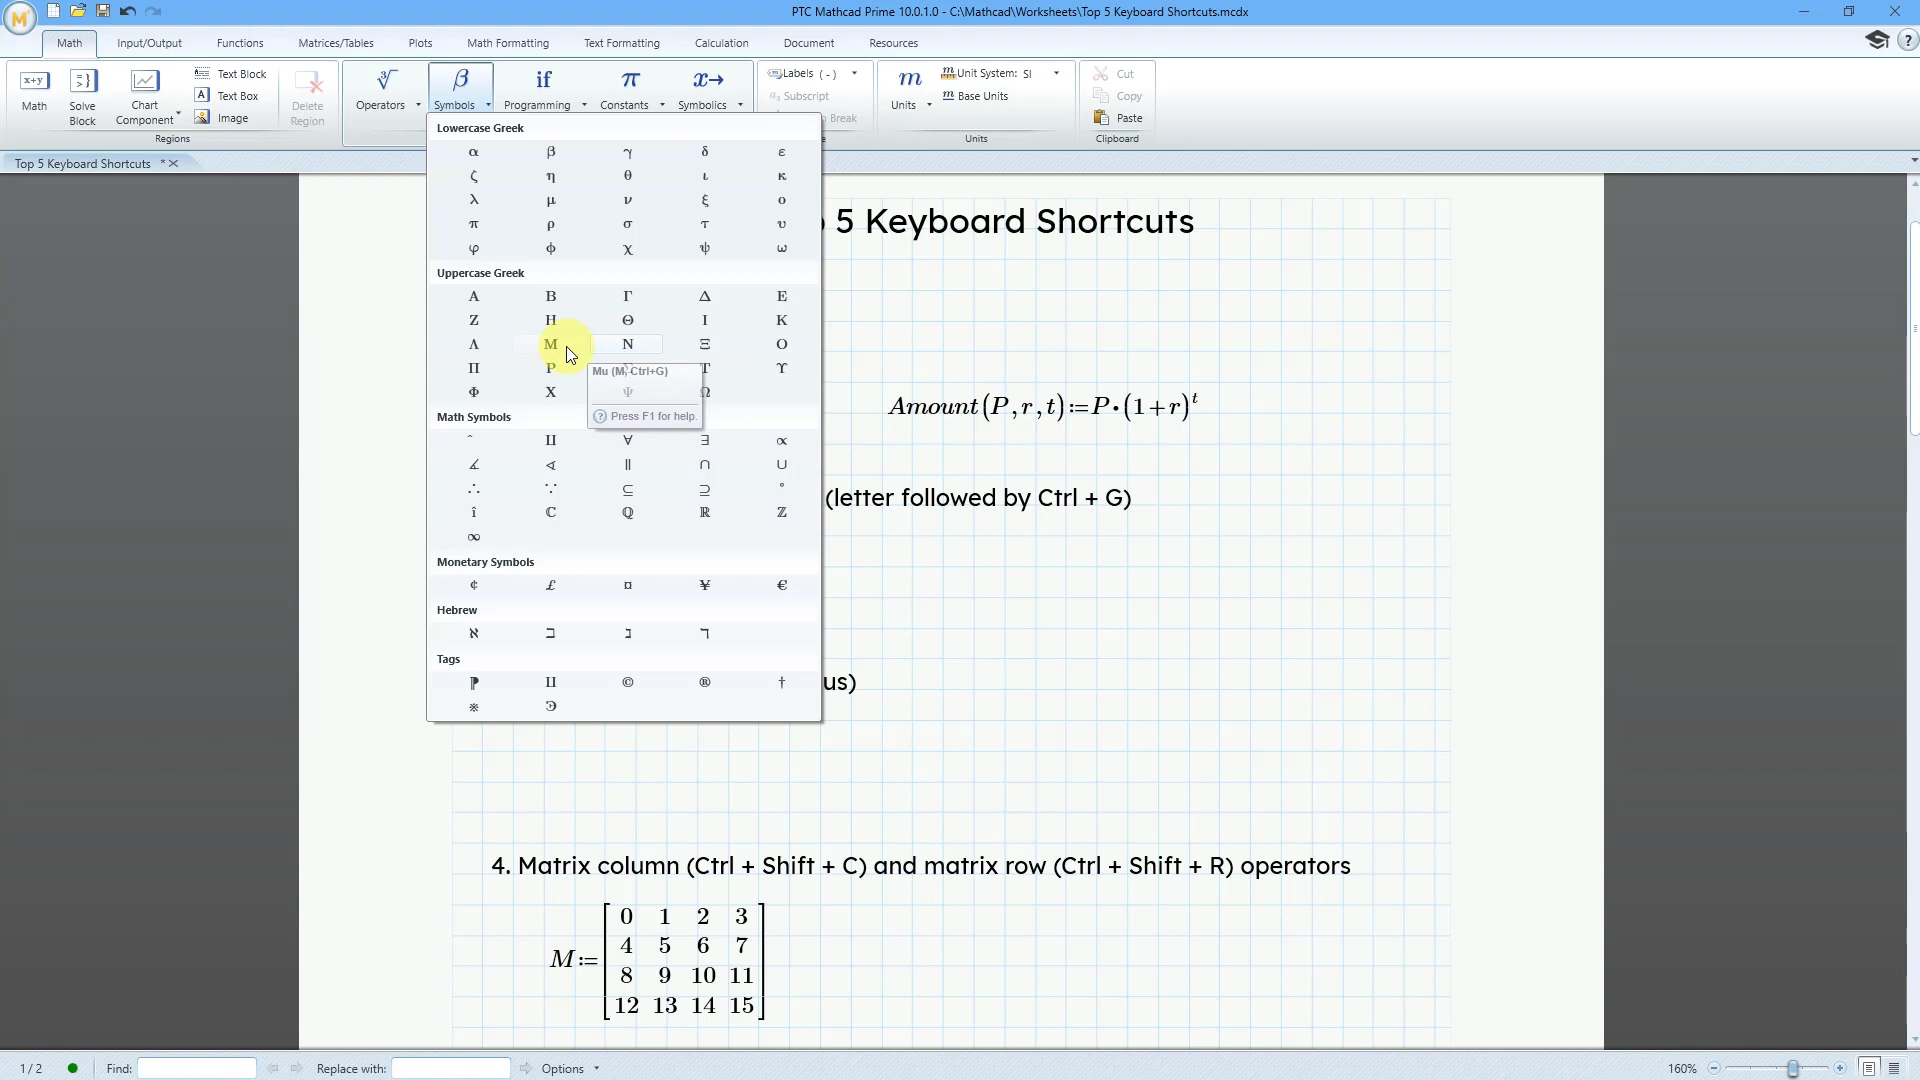 PTC Mathcad Prime 10.0.1.0 - C:\Mathcad\Worksheets\Top 5 Keyboard Shortcuts.mcdx
Math Input/Output Functions Matrices/Tables Plots Math Formatting Text Formatting Calculation Document Resources
Math
Solve Block
Chart Component
Text Block
Text Box
Image
Delete Region
Regions
Operators
Symbols
Programming
Constants
Symbolics
Labels (-)
Subscript
Break
Units
Unit System: SI
Base Units
Units
Cut
Copy
Paste
Clipboard
Top 5 Keyboard Shortcuts *
Lowercase Greek
α β γ δ ε
ζ η θ ι κ
λ μ ν ξ ο
π ρ σ τ υ
φ ϕ χ ψ ω
Uppercase Greek
Α Β Γ Δ Ε
Ζ Η Θ Ι Κ
Λ Μ Ν Ξ Ο
Π Ρ Σ Τ ϒ
Φ Χ Ψ Ω
Mu (M, Ctrl+G)
Press F1 for help.
Math Symbols
ˆ ∐ ∀ ∃ ∝
∡ ∢ ∥ ∩ ∪
∴ ∵ ⊆ ⊇ °
î ℂ ℚ ℝ ℤ
∞
Monetary Symbols
¢ £ ¤ ¥ €
Hebrew
ℵ ℶ ℷ ℸ
Tags
© ® †
※
5 Keyboard Shortcuts
Amount(P,r,t):=P•(1+r)^t
(letter followed by Ctrl + G)
us)
4. Matrix column (Ctrl + Shift + C) and matrix row (Ctrl + Shift + R) operators
M:=
0 1 2 3
4 5 6 7
8 9 10 11
12 13 14 15
1 / 2 Find: Replace with: Options 160%